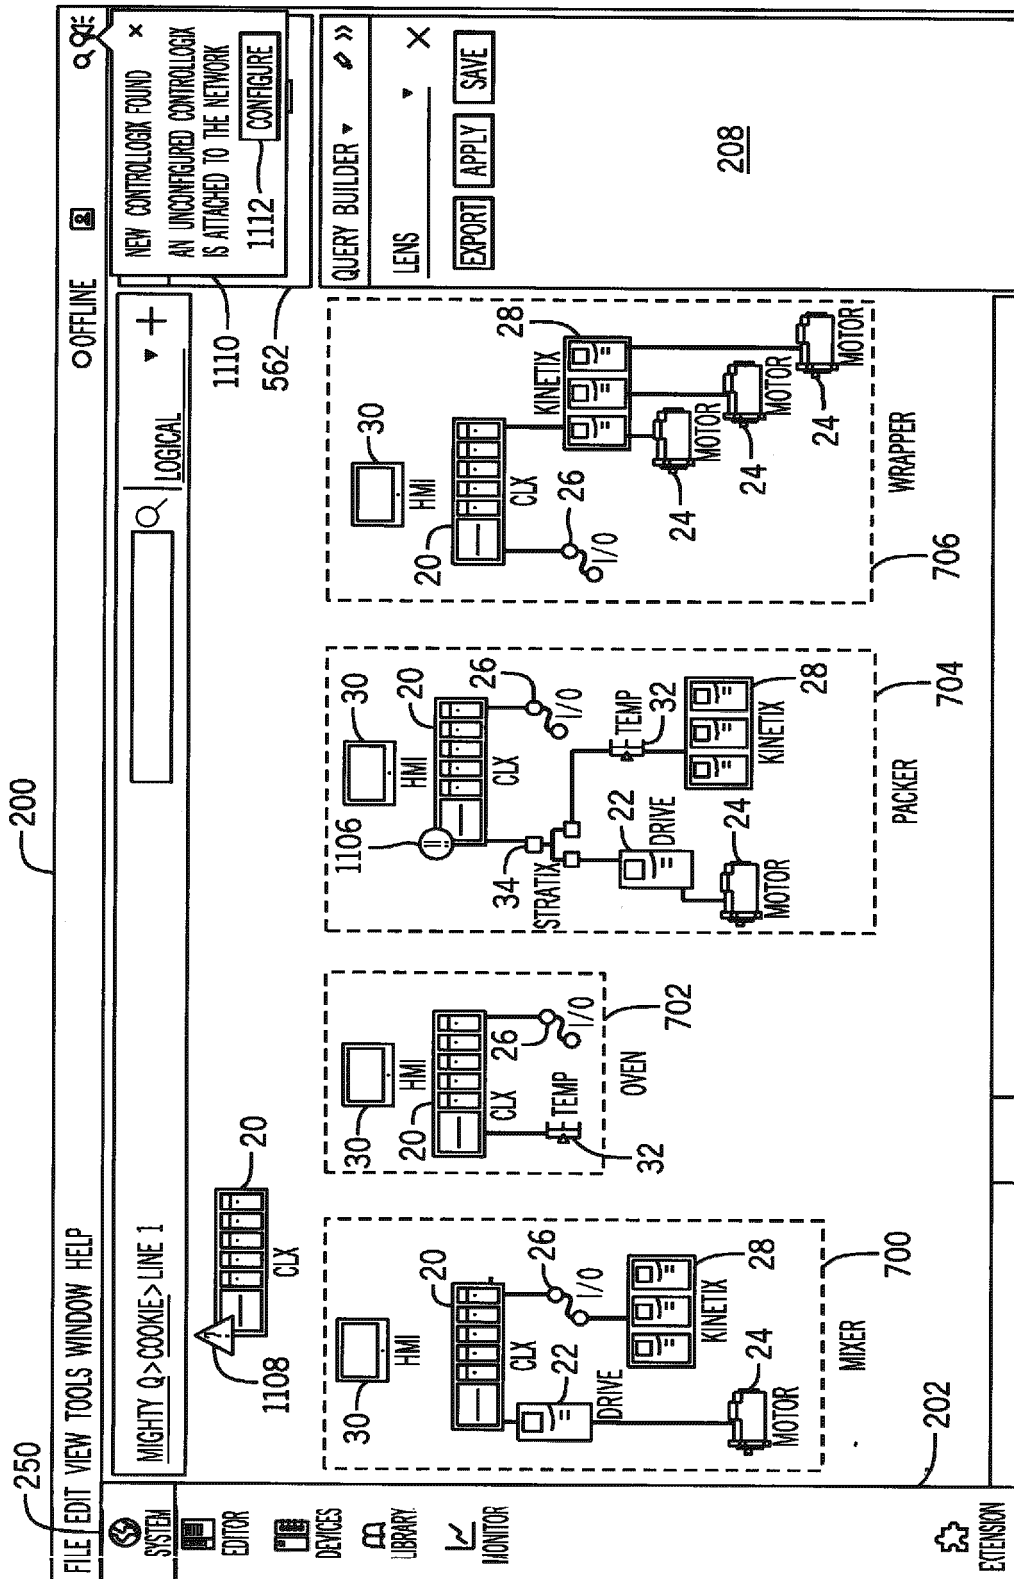 200
250
FILE EDIT VIEW TOOLS WINDOW HELP
OFFLINE
SYSTEM
EDITOR
DEVICES
LIBRARY
MONITOR
EXTENSION
202
MIGHTY Q>COOKIE>LINE 1
LOGICAL
NEW CONTROLLOGIX FOUND
AN UNCONFIGURED CONTROLLOGIX
IS ATTACHED TO THE NETWORK
CONFIGURE
1112
1110
562
QUERY BUILDER
LENS
EXPORT
APPLY
SAVE
208
1108
20
CLX
30
HMI
20
CLX
22
DRIVE
26
I/O
28
KINETIX
24
MOTOR
700
MIXER
30
HMI
20
CLX
26
I/O
TEMP
32
702
OVEN
30
HMI
1106
20
CLX
26
I/O
34
STRATIX
TEMP
32
22
DRIVE
24
MOTOR
28
KINETIX
704
PACKER
30
HMI
20
CLX
26
I/O
28
KINETIX
24
MOTOR
24
MOTOR
24
MOTOR
706
WRAPPER